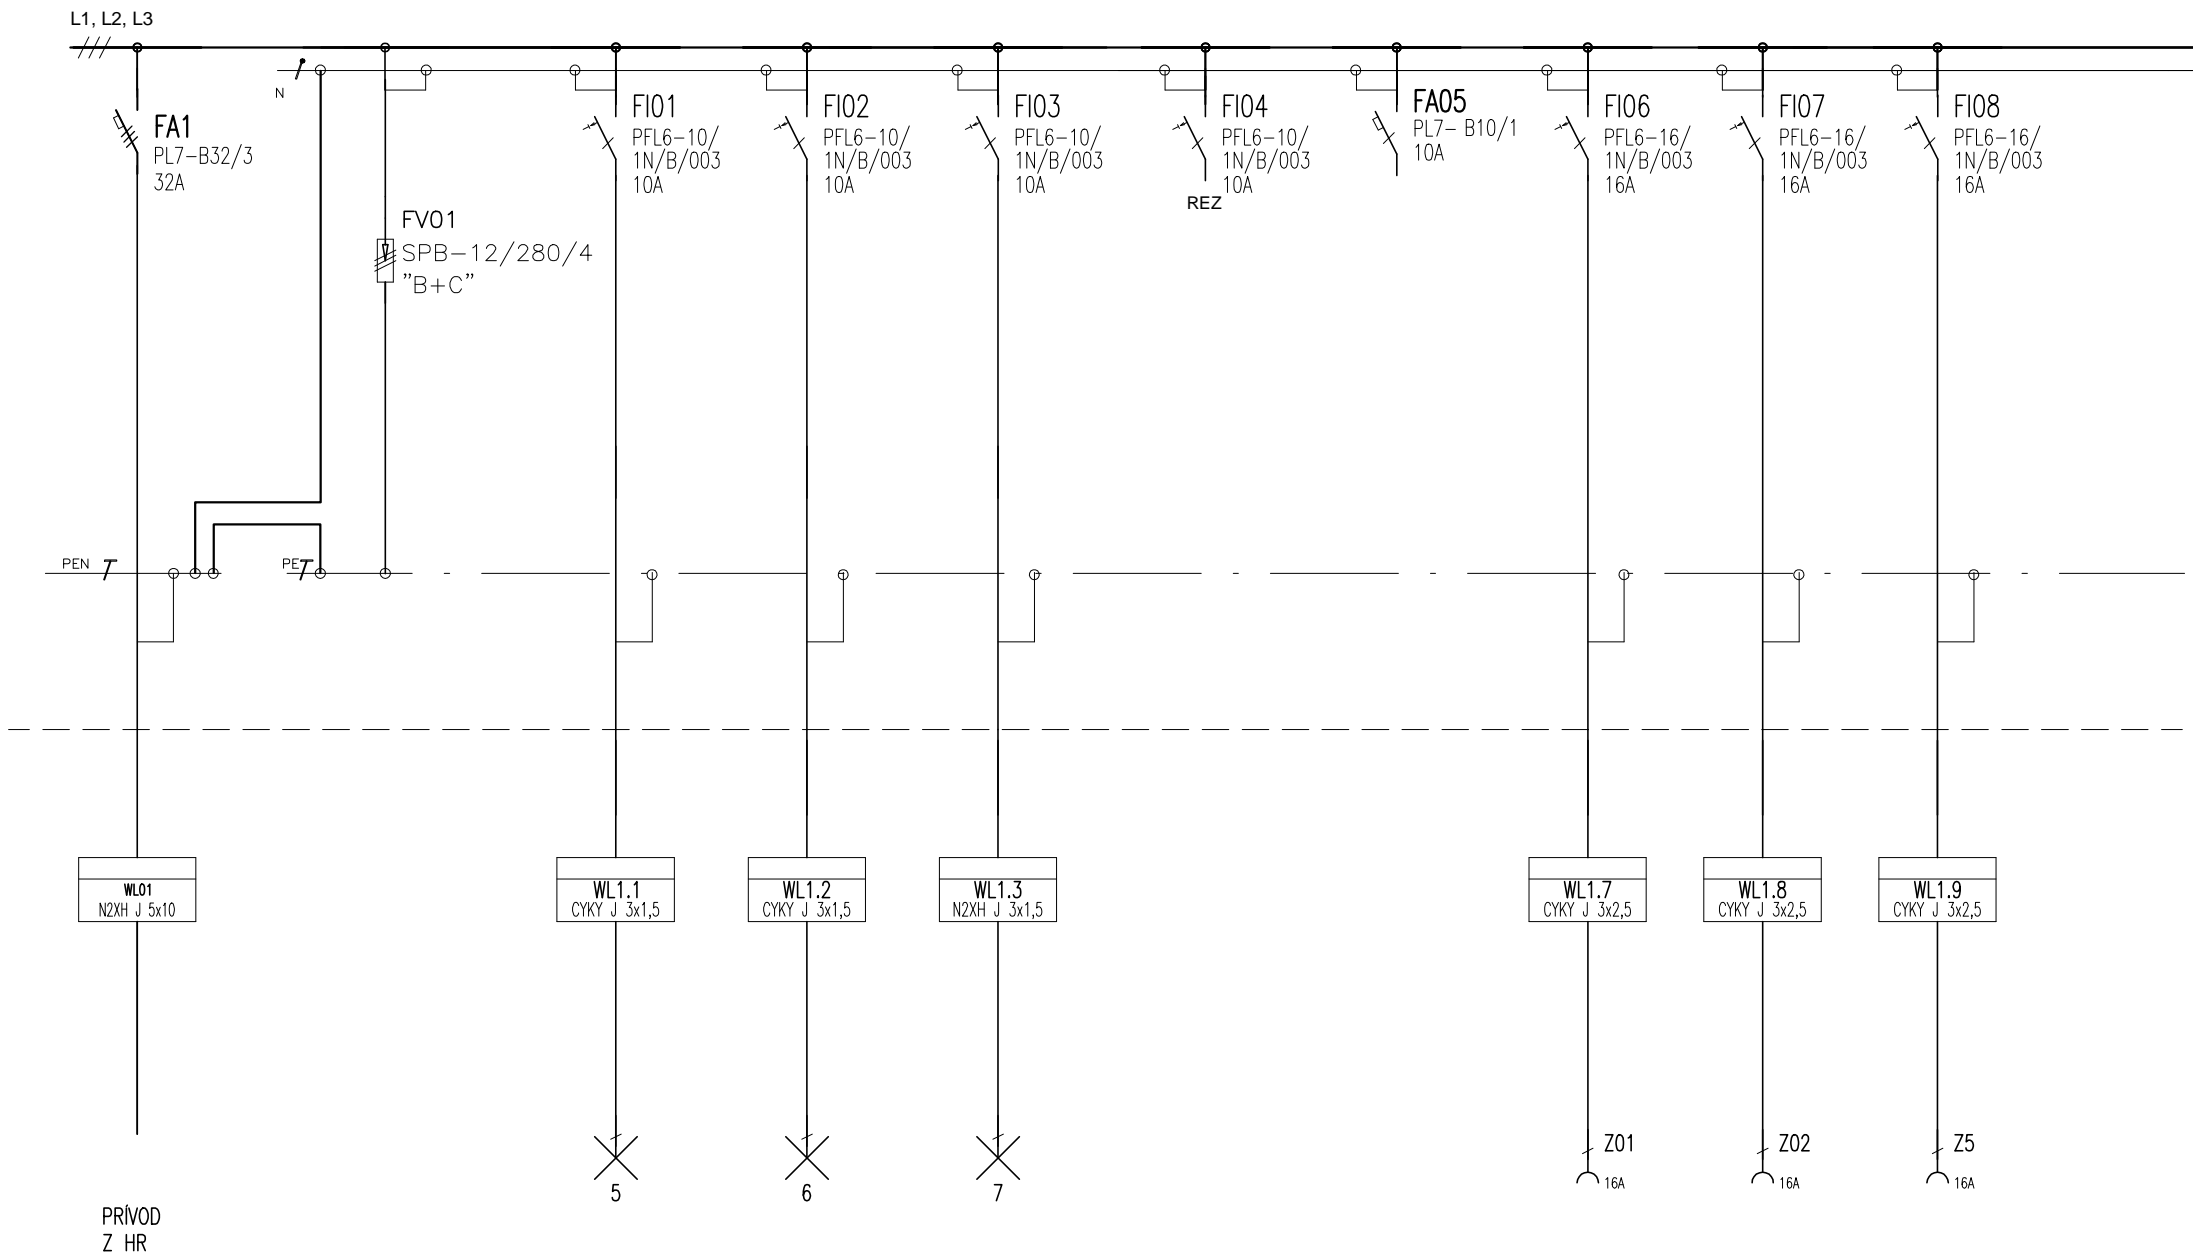 L1, L2, L3
N
FA1
PL7-B32/3
32A
FV01
SPB-12/280/4
"B+C"
FI01
PFL6-10/
1N/B/003
10A
FI02
PFL6-10/
1N/B/003
10A
FI03
PFL6-10/
1N/B/003
10A
FI04
PFL6-10/
1N/B/003
10A
REZ
FA05
PL7- B10/1
10A
FI06
PFL6-16/
1N/B/003
16A
FI07
PFL6-16/
1N/B/003
16A
FI08
PFL6-16/
1N/B/003
16A
PEN
PE
WL01
N2XH J 5x10
WL1.1
CYKY J 3x1,5
WL1.2
CYKY J 3x1,5
WL1.3
N2XH J 3x1,5
WL1.7
CYKY J 3x2,5
WL1.8
CYKY J 3x2,5
WL1.9
CYKY J 3x2,5
5
6
7
Z01
16A
Z02
16A
Z5
16A
PRÍVOD
Z HR